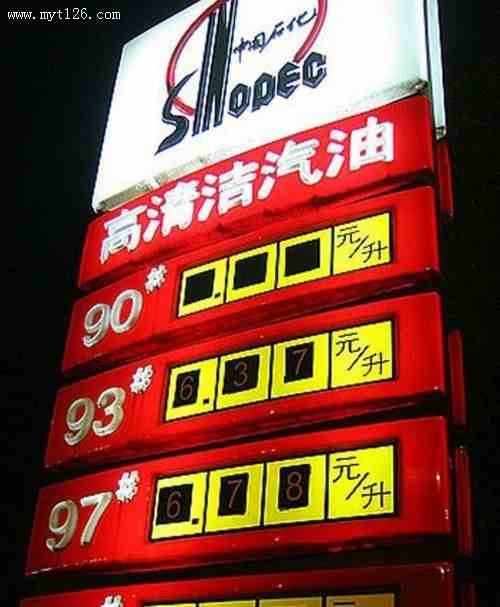 www.myt126.com
中国石化
SINOPEC
高清洁汽油
90# 元/升
93# 6.37 元/升
97# 6.78 元/升